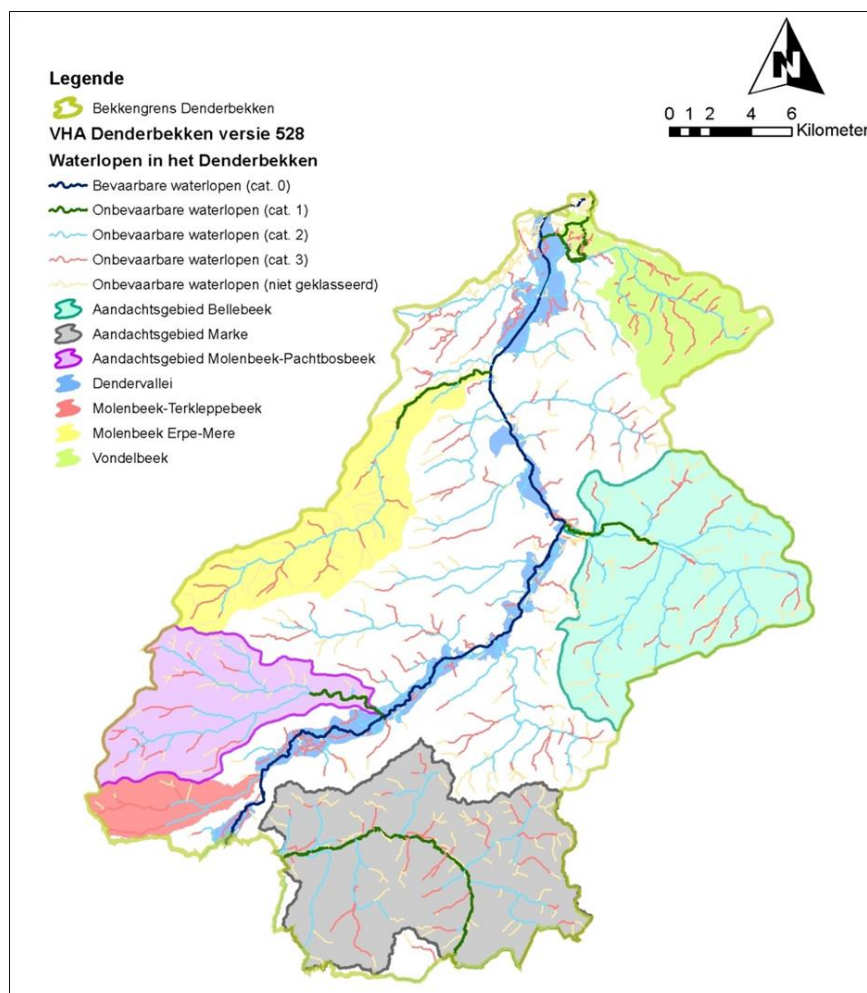 N
0 1 2 4 6
Kilometer
Legende
Bekkengrens Denderbekken
VHA Denderbekken versie 528
Waterlopen in het Denderbekken
Bevaarbare waterlopen (cat. 0)
Onbevaarbare waterlopen (cat. 1)
Onbevaarbare waterlopen (cat. 2)
Onbevaarbare waterlopen (cat. 3)
Onbevaarbare waterlopen (niet geklasseerd)
Aandachtsgebied Bellebeek
Aandachtsgebied Marke
Aandachtsgebied Molenbeek-Pachtbosbeek
Dendervallei
Molenbeek-Terkleppebeek
Molenbeek Erpe-Mere
Vondelbeek